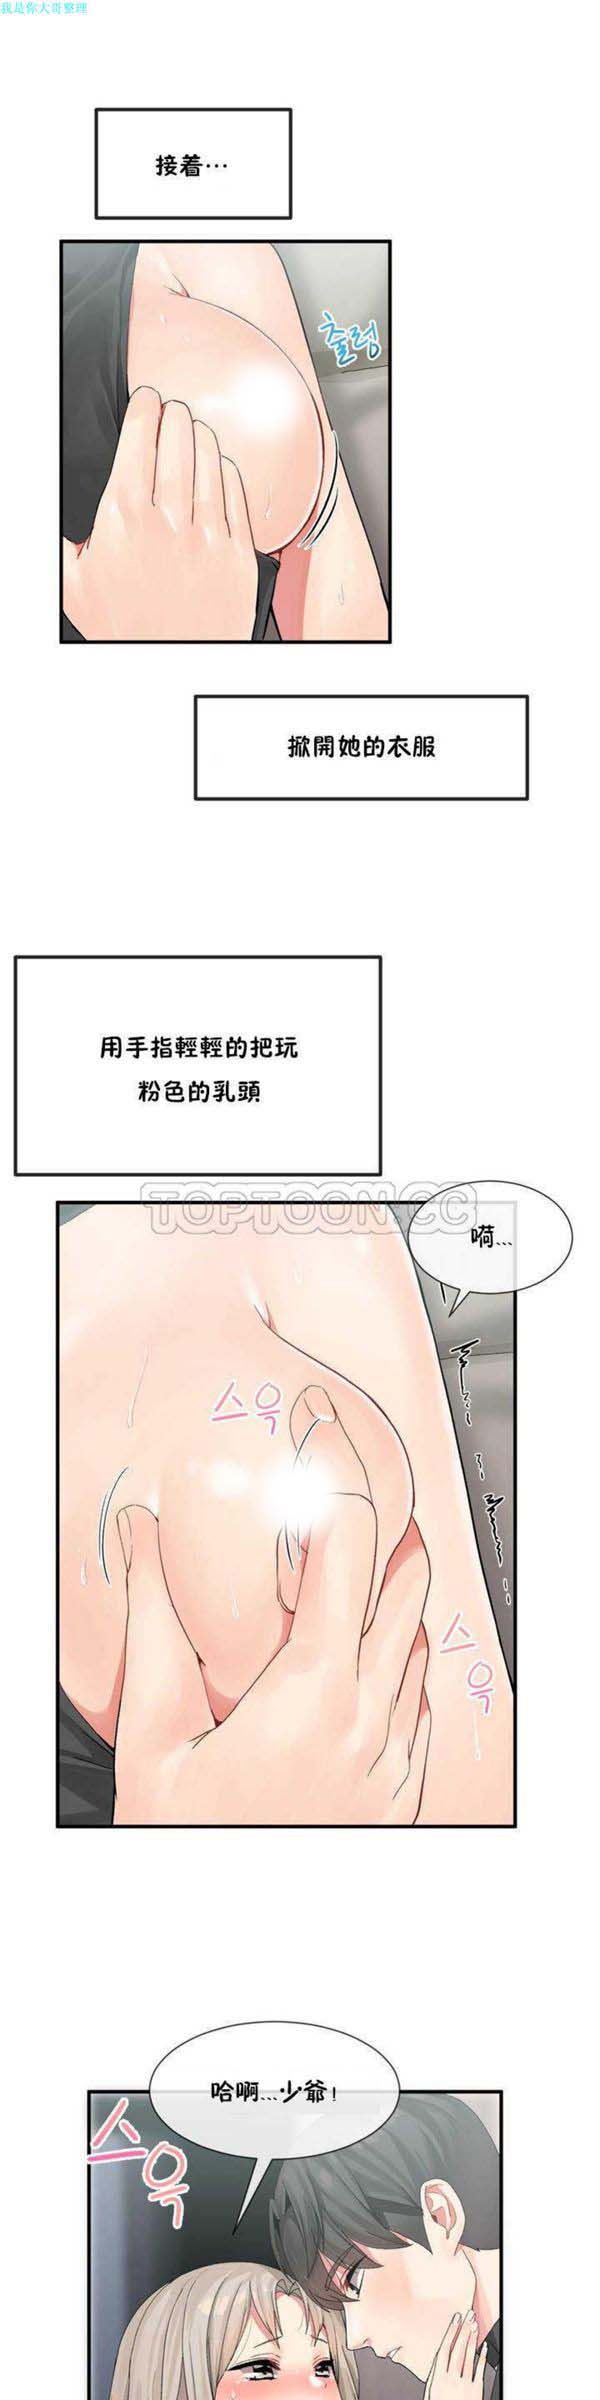 我是你大哥整理
接着…
출렁
掀開她的衣服
用手指輕輕的把玩
粉色的乳頭
TOPTOON.CC
嗬...
스윽
스윽
哈啊...少爺!
스윽